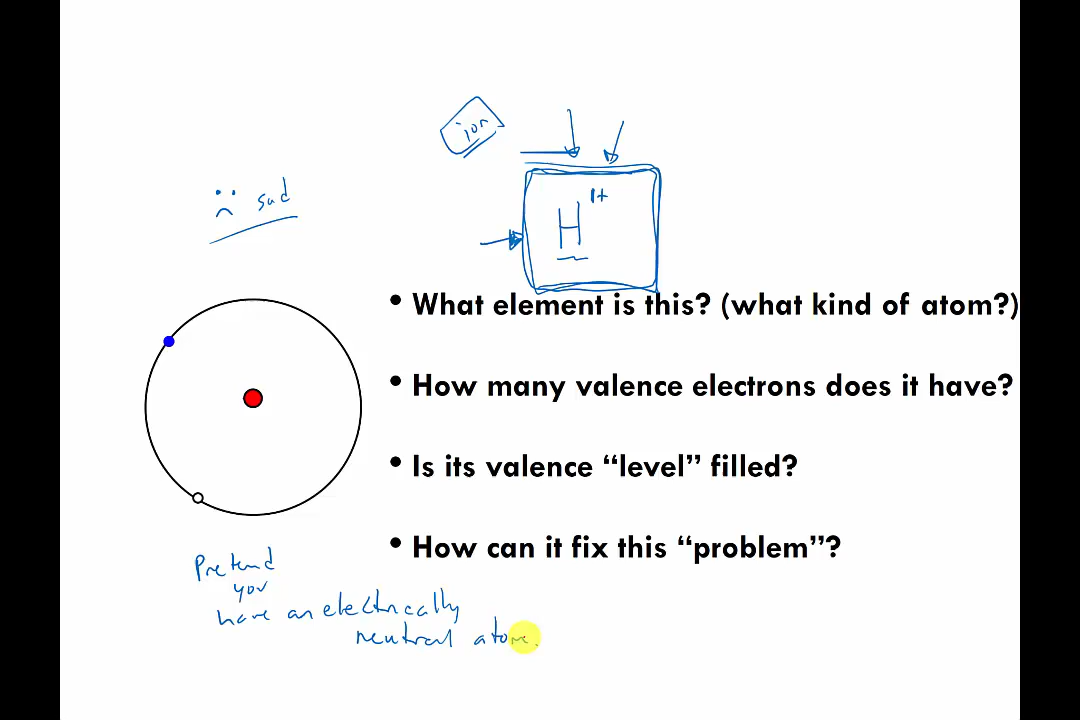 ion
sad
H 1+
• What element is this? (what kind of atom?)
• How many valence electrons does it have?
• Is its valence “level” filled?
• How can it fix this “problem”?
Pretend
you
have an electrically
neutral atom.